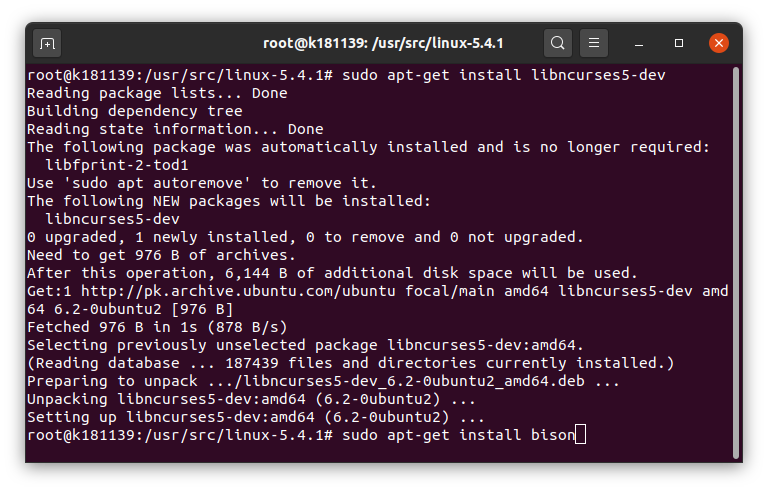 root@k181139: /usr/src/linux-5.4.1
root@k181139:/usr/src/linux-5.4.1# sudo apt-get install libncurses5-dev
Reading package lists... Done
Building dependency tree
Reading state information... Done
The following package was automatically installed and is no longer required:
  libfprint-2-tod1
Use 'sudo apt autoremove' to remove it.
The following NEW packages will be installed:
  libncurses5-dev
0 upgraded, 1 newly installed, 0 to remove and 0 not upgraded.
Need to get 976 B of archives.
After this operation, 6,144 B of additional disk space will be used.
Get:1 http://pk.archive.ubuntu.com/ubuntu focal/main amd64 libncurses5-dev amd
64 6.2-0ubuntu2 [976 B]
Fetched 976 B in 1s (878 B/s)
Selecting previously unselected package libncurses5-dev:amd64.
(Reading database ... 187439 files and directories currently installed.)
Preparing to unpack .../libncurses5-dev_6.2-0ubuntu2_amd64.deb ...
Unpacking libncurses5-dev:amd64 (6.2-0ubuntu2) ...
Setting up libncurses5-dev:amd64 (6.2-0ubuntu2) ...
root@k181139:/usr/src/linux-5.4.1# sudo apt-get install bison